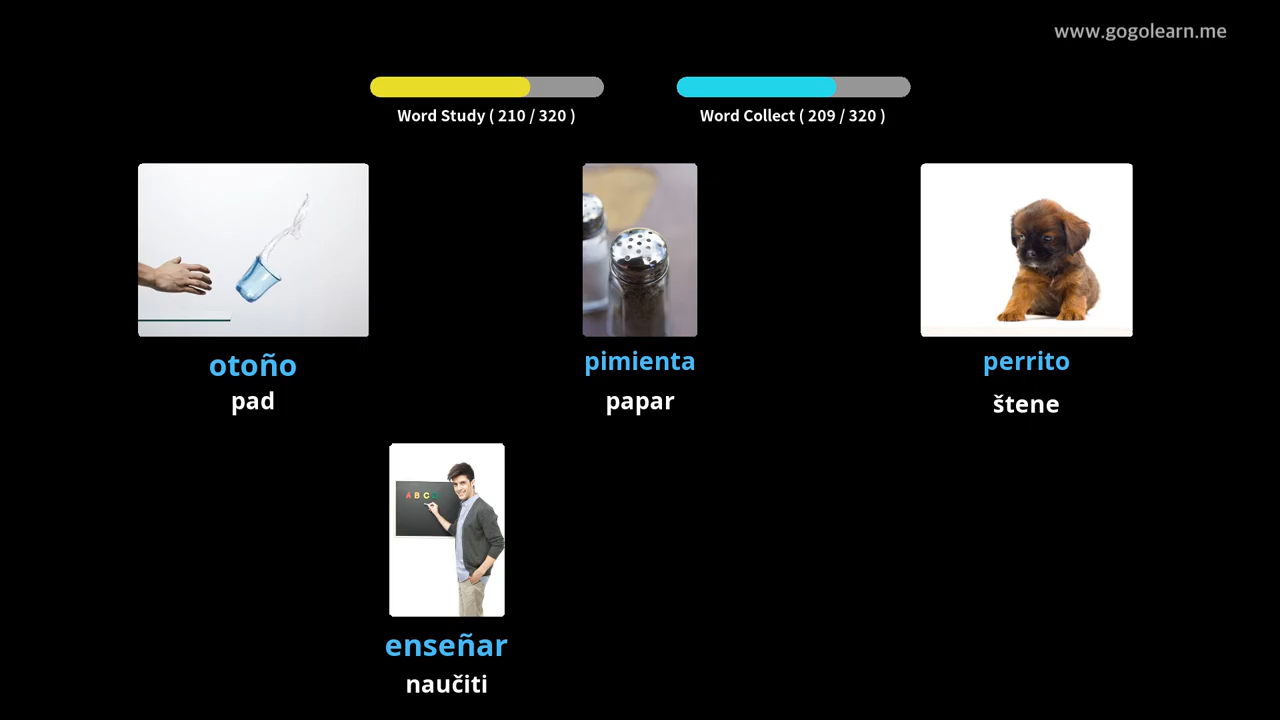 www.gogolearn.me
Word Study ( 210 / 320 )
Word Collect ( 209 / 320 )
otoño
pad
pimienta
papar
perrito
štene
A B C
enseñar
naučiti